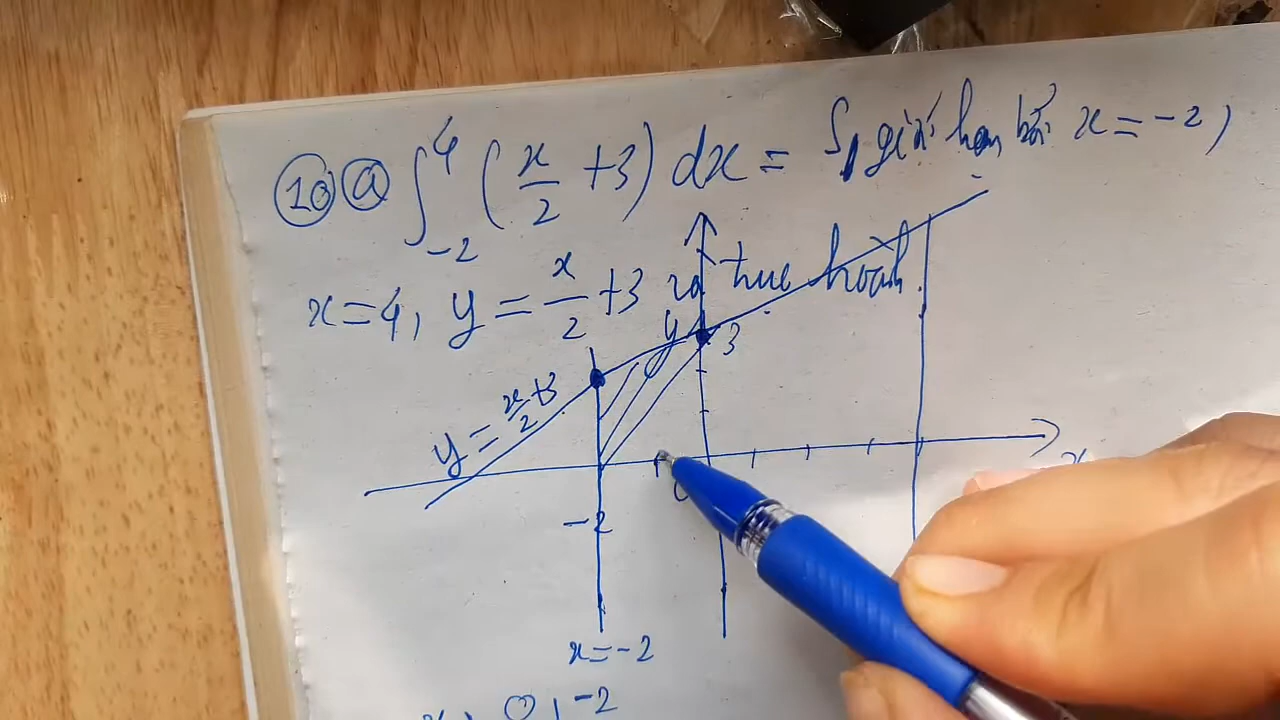 10 a ∫_{-2}^{4} (x/2 + 3) dx = S giới hạn bởi x = -2,
x = 4, y = x/2 + 3 và trục hoành.
y
3
y = x/2 + 3
x
-2
x = -2
0 | -2